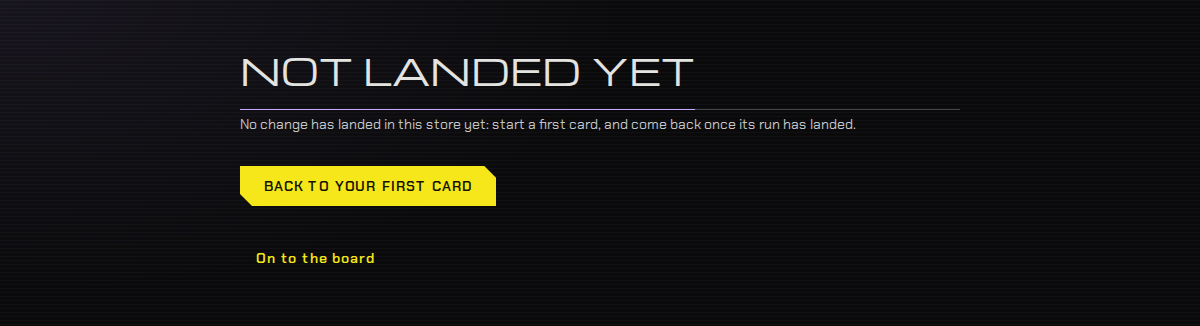 NOT LANDED YET
No change has landed in this store yet: start a first card, and come back once its run has landed.
BACK TO YOUR FIRST CARD
On to the board